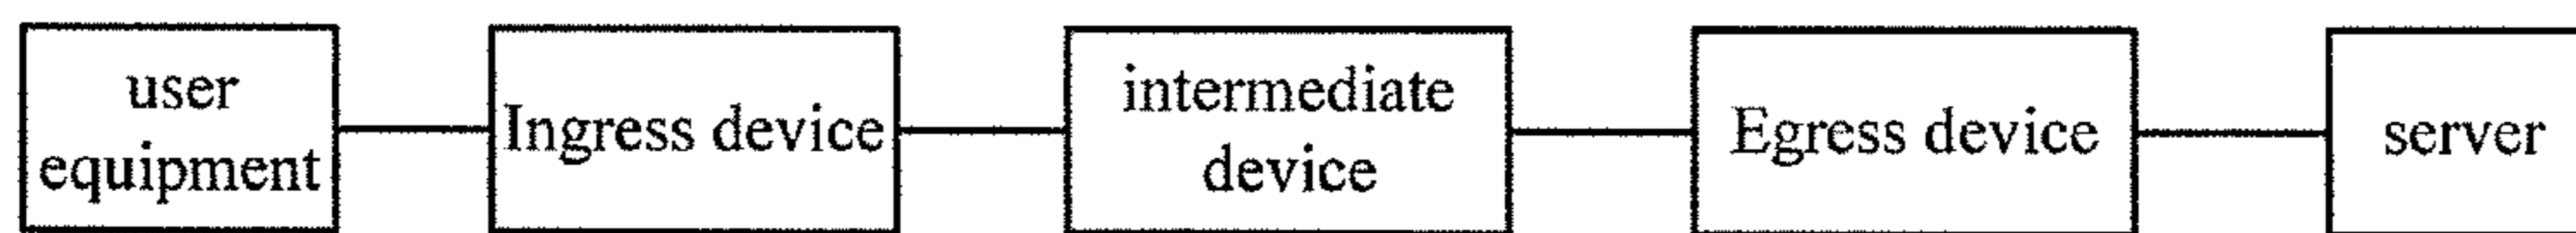 user
equipment
Ingress device
intermediate
device
Egress device
server